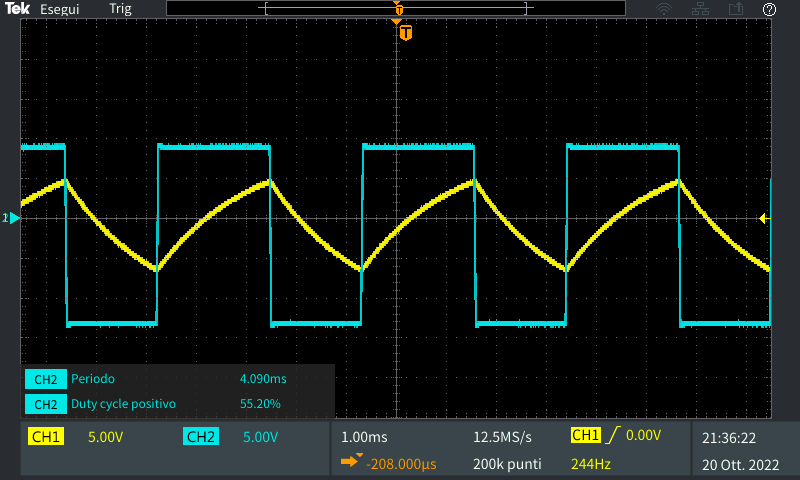 Tek Esegui Trig T ?
T
2
CH2 Periodo 4.090ms
CH2 Duty cycle positivo 55.20%
CH1 5.00V CH2 5.00V 1.00ms 12.5MS/s CH1 0.00V 21:36:22
-208.000µs 200k punti 244Hz 20 Ott. 2022